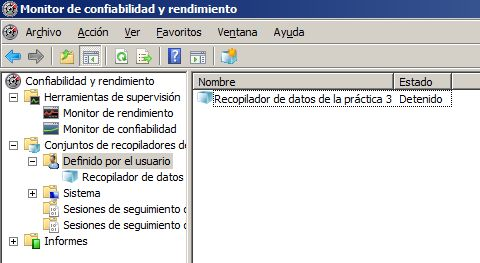 Monitor de confiabilidad y rendimiento
Archivo Acción Ver Favoritos Ventana Ayuda
Confiabilidad y rendimiento
Herramientas de supervisión
Monitor de rendimiento
Monitor de confiabilidad
Conjuntos de recopiladores de
Definido por el usuario
Recopilador de datos
Sistema
Sesiones de seguimiento
Sesiones de seguimiento
Informes
Nombre Estado
Recopilador de datos de la práctica 3 Detenido